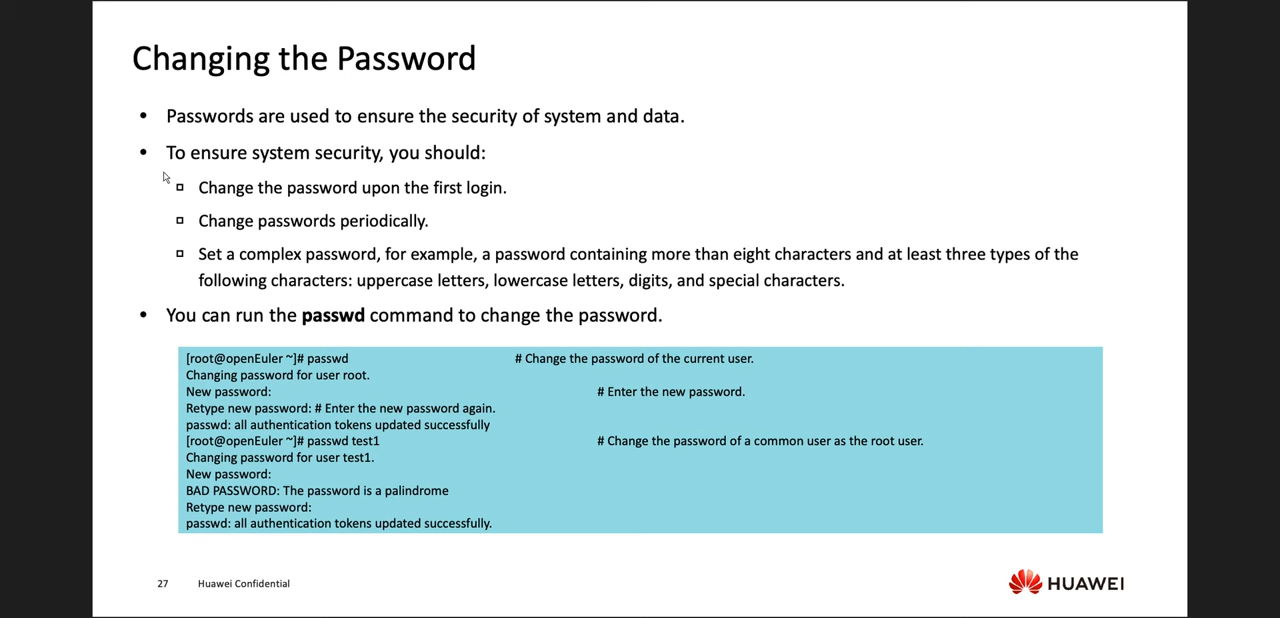 Changing the Password
• Passwords are used to ensure the security of system and data.
• To ensure system security, you should:
▫ Change the password upon the first login.
▫ Change passwords periodically.
▫ Set a complex password, for example, a password containing more than eight characters and at least three types of the
following characters: uppercase letters, lowercase letters, digits, and special characters.
• You can run the passwd command to change the password.
[root@openEuler ~]# passwd # Change the password of the current user.
Changing password for user root.
New password: # Enter the new password.
Retype new password: # Enter the new password again.
passwd: all authentication tokens updated successfully
[root@openEuler ~]# passwd test1 # Change the password of a common user as the root user.
Changing password for user test1.
New password:
BAD PASSWORD: The password is a palindrome
Retype new password:
passwd: all authentication tokens updated successfully.
27 Huawei Confidential
HUAWEI